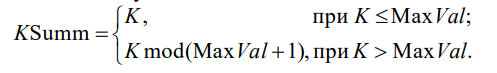 KSumm = { K, при K ≤ MaxVal;
K mod(MaxVal +1), при K > MaxVal.